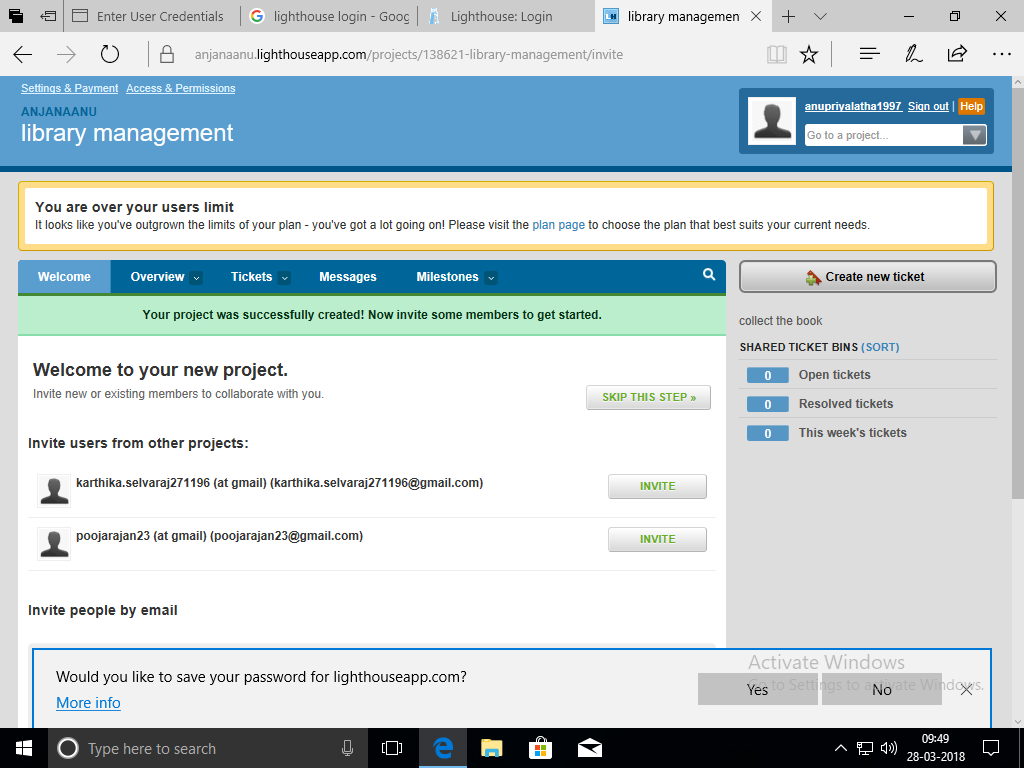 Enter User Credentials
lighthouse login - Goog
Lighthouse: Login
library managemen
anjanaanu.lighthouseapp.com/projects/138621-library-management/invite
Settings & Payment Access & Permissions
ANJANAANU
library management
anupriyalatha1997 Sign out | Help
Go to a project...
You are over your users limit
It looks like you've outgrown the limits of your plan - you've got a lot going on! Please visit the plan page to choose the plan that best suits your current needs.
Welcome Overview Tickets Messages Milestones
Create new ticket
Your project was successfully created! Now invite some members to get started.
collect the book
SHARED TICKET BINS (SORT)
0 Open tickets
0 Resolved tickets
0 This week's tickets
Welcome to your new project.
Invite new or existing members to collaborate with you.
SKIP THIS STEP »
Invite users from other projects:
karthika.selvaraj271196 (at gmail) (karthika.selvaraj271196@gmail.com)
INVITE
poojarajan23 (at gmail) (poojarajan23@gmail.com)
INVITE
Invite people by email
Would you like to save your password for lighthouseapp.com?
More info
Yes
No
Activate Windows
Go to Settings to activate Windows.
Type here to search
09:49
28-03-2018